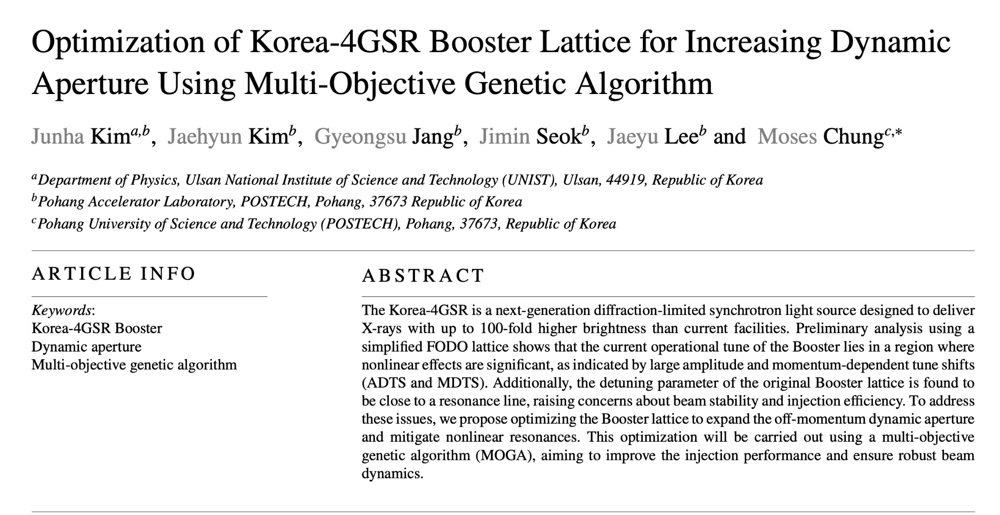 Optimization of Korea-4GSR Booster Lattice for Increasing Dynamic
Aperture Using Multi-Objective Genetic Algorithm
Junha Kim^a,b, Jaehyun Kim^b, Gyeongsu Jang^b, Jimin Seok^b, Jaeyu Lee^b and Moses Chung^c,*
^a Department of Physics, Ulsan National Institute of Science and Technology (UNIST), Ulsan, 44919, Republic of Korea
^b Pohang Accelerator Laboratory, POSTECH, Pohang, 37673 Republic of Korea
^c Pohang University of Science and Technology (POSTECH), Pohang, 37673, Republic of Korea
ARTICLE INFO
Keywords:
Korea-4GSR Booster
Dynamic aperture
Multi-objective genetic algorithm
ABSTRACT
The Korea-4GSR is a next-generation diffraction-limited synchrotron light source designed to deliver
X-rays with up to 100-fold higher brightness than current facilities. Preliminary analysis using a
simplified FODO lattice shows that the current operational tune of the Booster lies in a region where
nonlinear effects are significant, as indicated by large amplitude and momentum-dependent tune shifts
(ADTS and MDTS). Additionally, the detuning parameter of the original Booster lattice is found to
be close to a resonance line, raising concerns about beam stability and injection efficiency. To address
these issues, we propose optimizing the Booster lattice to expand the off-momentum dynamic aperture
and mitigate nonlinear resonances. This optimization will be carried out using a multi-objective
genetic algorithm (MOGA), aiming to improve the injection performance and ensure robust beam
dynamics.